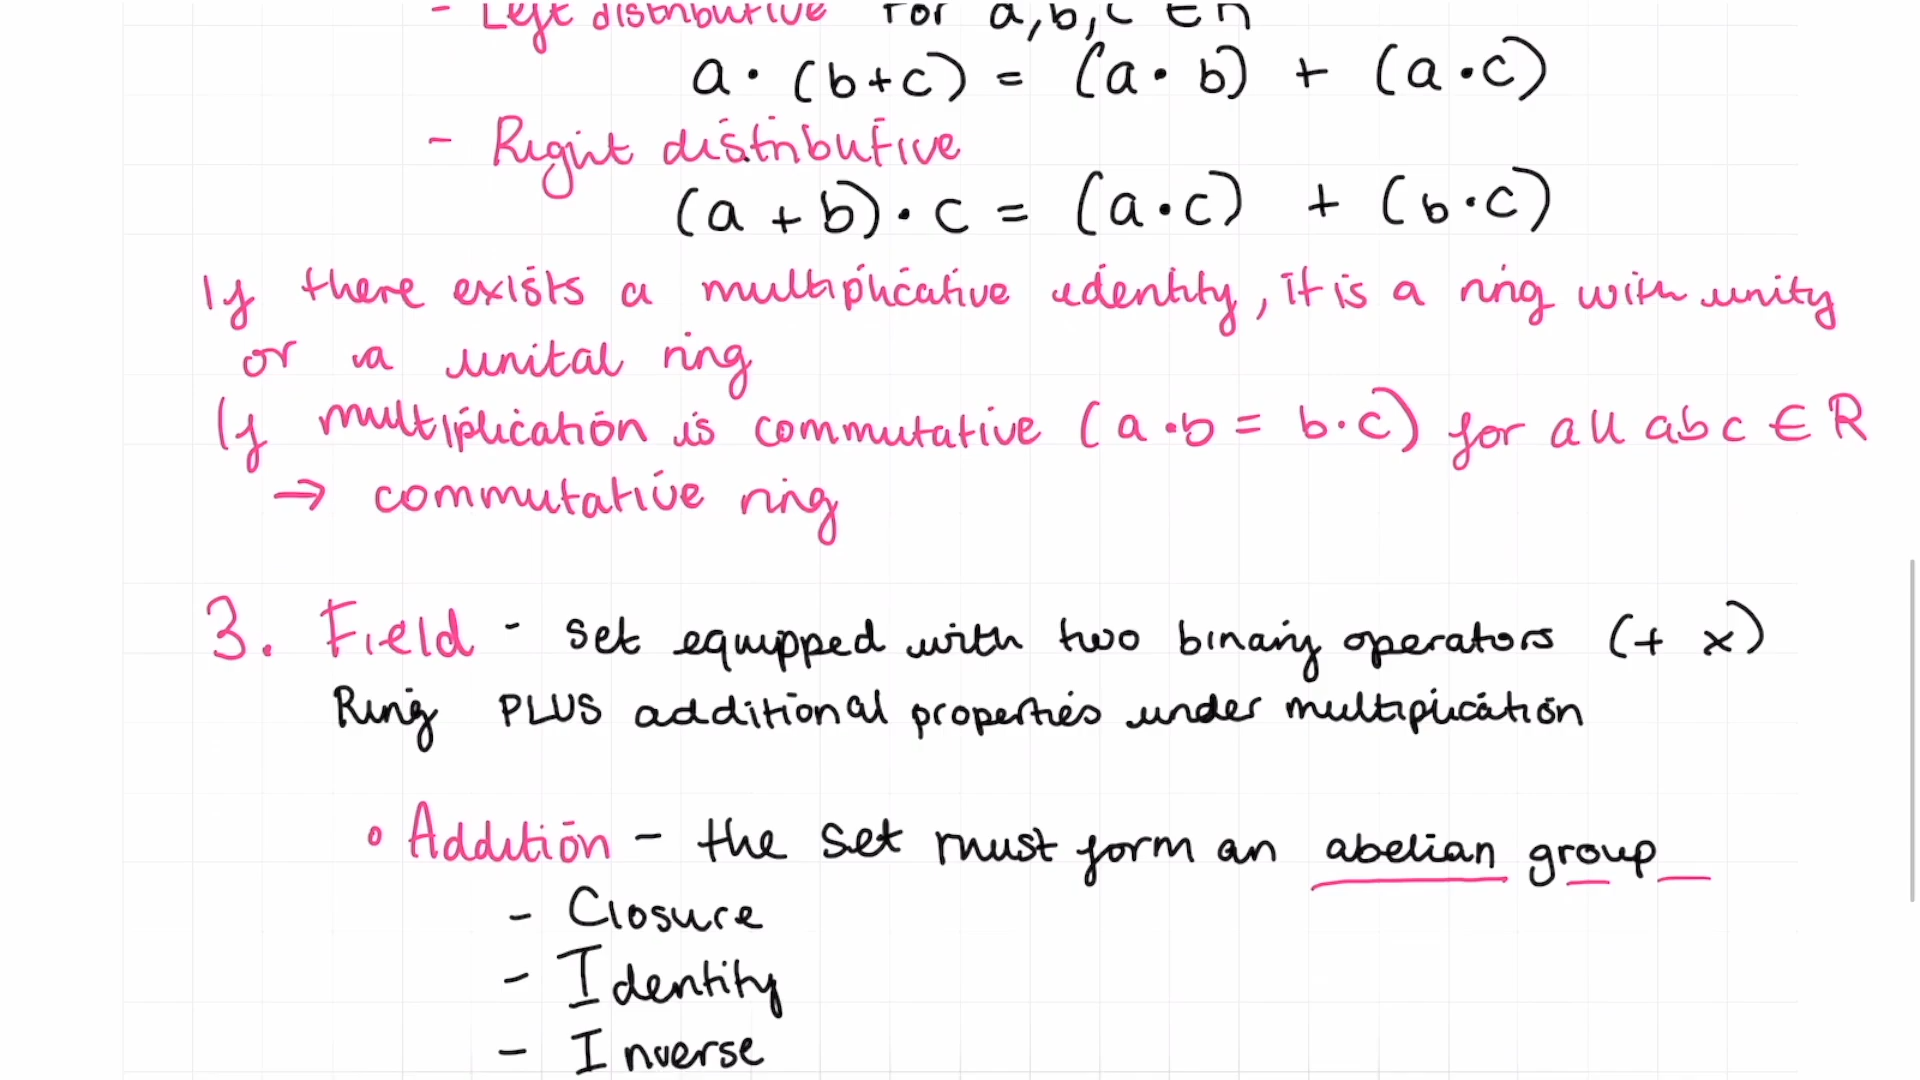 - Left distributive for a,b,c ∈ R
a · (b+c) = (a · b) + (a · c)
- Right distributive
(a + b) · c = (a · c) + (b · c)
If there exists a multiplicative identity, it is a ring with unity
or a unital ring
If multiplication is commutative (a · b = b · c) for all abc ∈ R
→ commutative ring
3. Field - set equipped with two binary operators (+ x)
Ring PLUS additional properties under multiplication
• Addition - the set must form an abelian group
- Closure
- Identity
- Inverse